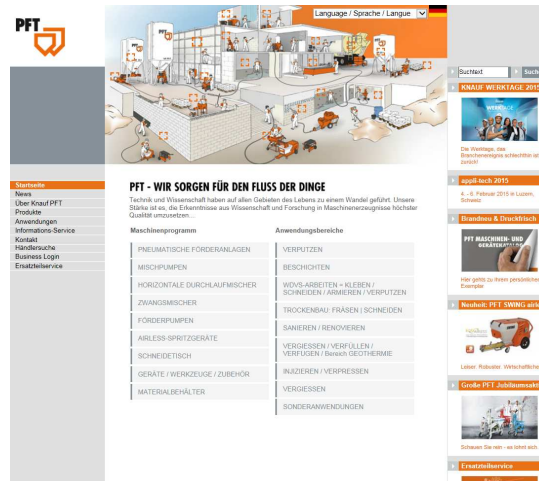 PFT
Language / Sprache / Langue
Suchtext
KNAUF WERKTAGE 2015
WERKTAGE
Die Werktage, das
Branchenereignis schlechthin ist
zurück!
Startseite
News
Über Knauf PFT
Produkte
Anwendungen
Informations-Service
Kontakt
Händlersuche
Business Login
Ersatzteilservice
PFT - WIR SORGEN FÜR DEN FLUSS DER DINGE
Technik und Wissenschaft haben auf allen Gebieten des Lebens zu einem Wandel geführt. Unsere
Stärke ist es, die Erkenntnisse aus Wissenschaft und Forschung in Maschinenerzeugnisse höchster
Qualität umzusetzen...
Maschinenprogramm
PNEUMATISCHE FÖRDERANLAGEN
MISCHPUMPEN
HORIZONTALE DURCHLAUFMISCHER
ZWANGSMISCHER
FÖRDERPUMPEN
AIRLESS-SPRITZGERÄTE
SCHNEIDETISCH
GERÄTE / WERKZEUGE / ZUBEHÖR
MATERIALBEHÄLTER
Anwendungsbereiche
VERPUTZEN
BESCHICHTEN
WDVS-ARBEITEN = KLEBEN /
SCHNEIDEN / ARMIEREN / VERPUTZEN
TROCKENBAU: FRÄSEN | SCHNEIDEN
SANIEREN / RENOVIEREN
VERGIESSEN / VERFÜLLEN /
VERFUGEN / Bereich GEOTHERMIE
INJIZIEREN / VERPRESSEN
VERGIESSEN
SONDERANWENDUNGEN
appli-tech 2015
4. - 6. Februar 2015 in Luzern,
Schweiz
Brandneu & Druckfrisch
PFT MASCHINEN- UND
Hier gehts zu Ihrem persönlichen
Exemplar
Neuheit: PFT SWING airle
Leiser. Robuster. Wirtschaftliche
Große PFT Jubiläumsakt
Schauen Sie rein - es lohnt sich.
Ersatzteilservice